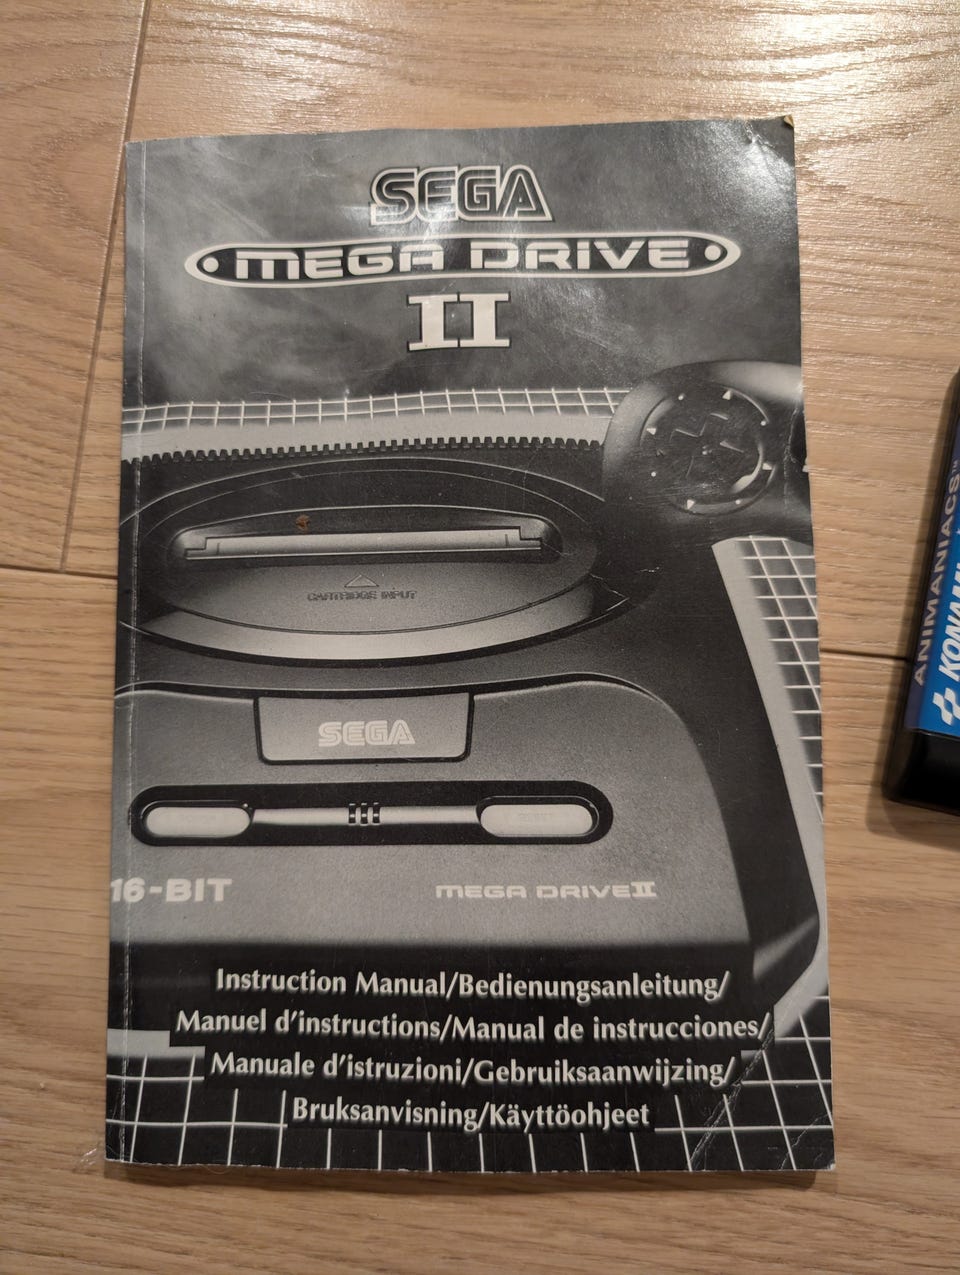 SEGA
MEGA DRIVE
II
CARTRIDGE INPUT
SEGA
16-BIT
MEGA DRIVE II
Instruction Manual/Bedienungsanleitung/
Manuel d'instructions/Manual de instrucciones/
Manuale d'istruzioni/Gebruiksaanwijzing/
Bruksanvisning/Käyttöohjeet
ANIMANIACS™
KONAMI